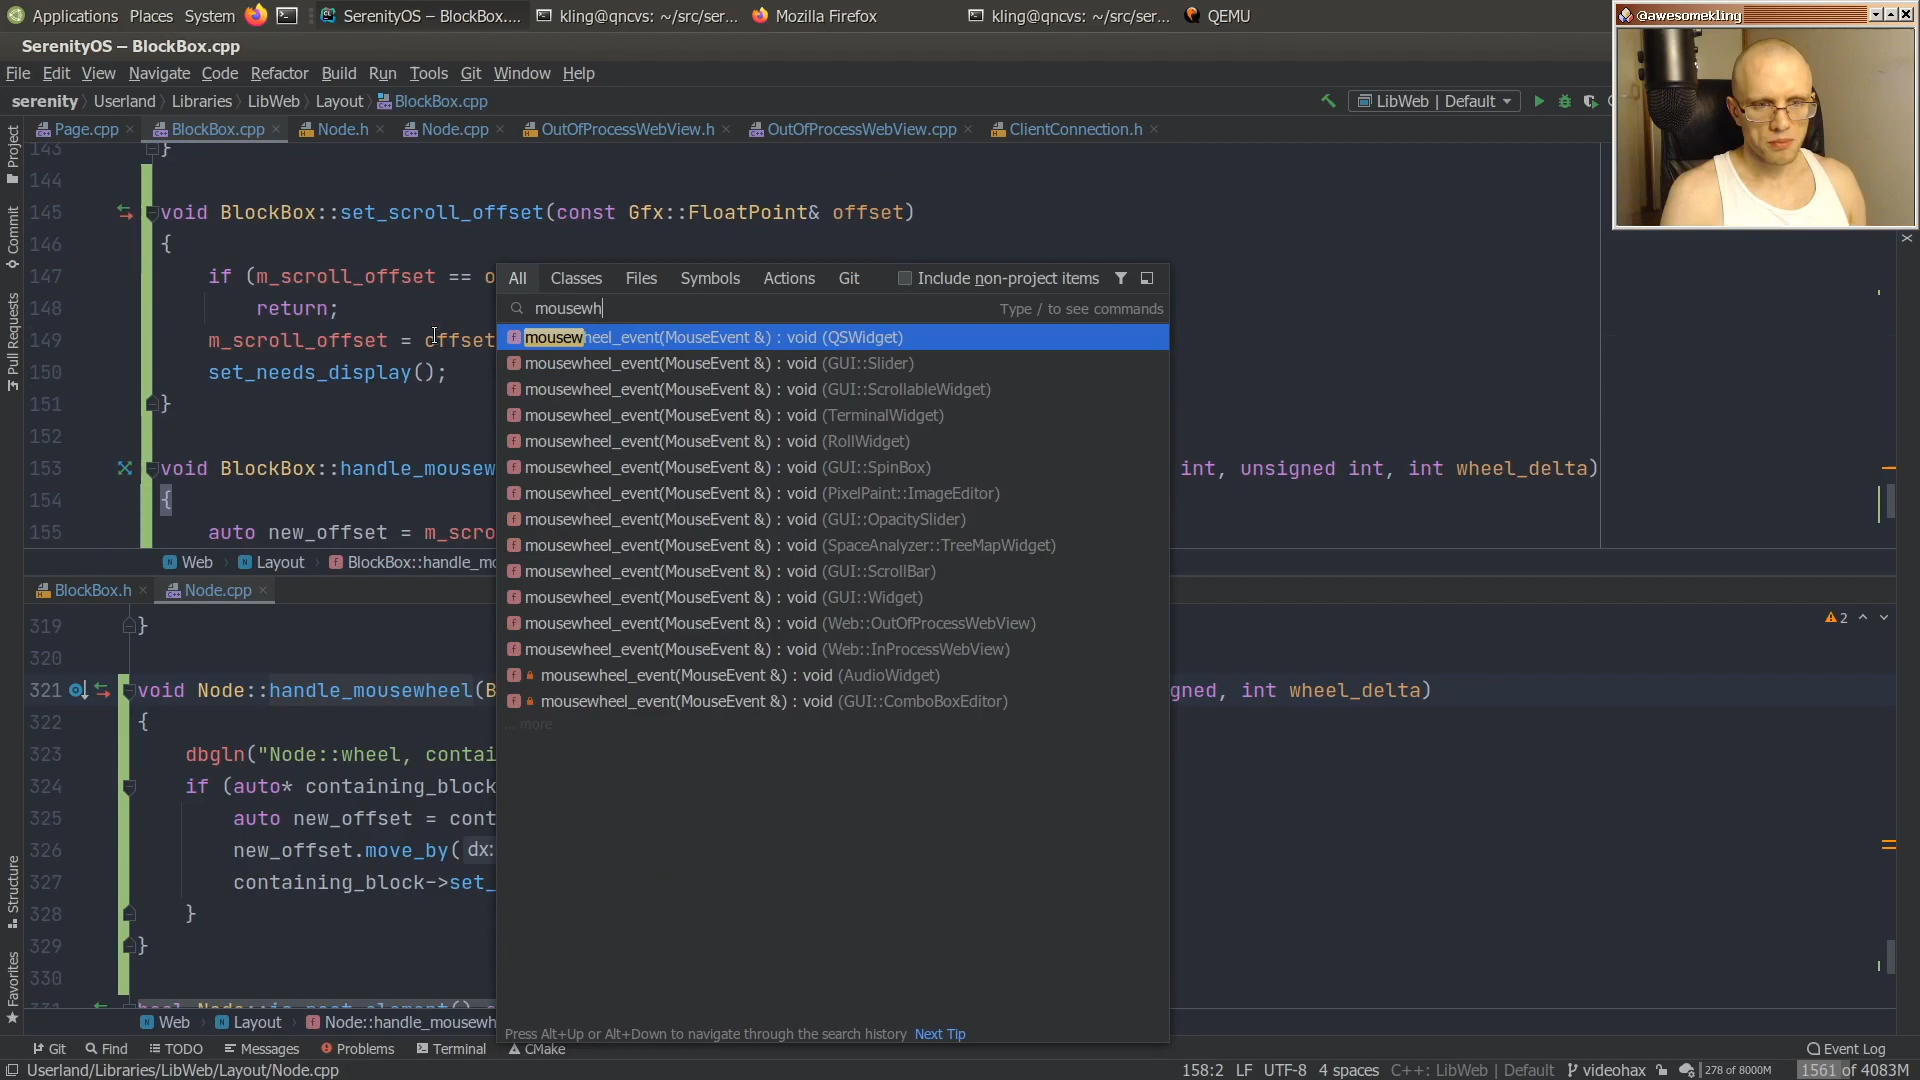 Applications Places System SerenityOS – BlockBox.... kling@qncvs: ~/src/ser... Mozilla Firefox kling@qncvs: ~/src/ser... QEMU
@awesomekling
SerenityOS – BlockBox.cpp
File Edit View Navigate Code Refactor Build Run Tools Git Window Help
serenity Userland Libraries LibWeb Layout BlockBox.cpp LibWeb | Default
Page.cpp BlockBox.cpp Node.h Node.cpp OutOfProcessWebView.h OutOfProcessWebView.cpp ClientConnection.h
Project
Commit
Pull Requests
Structure
Favorites
143 }
144
145 void BlockBox::set_scroll_offset(const Gfx::FloatPoint& offset)
146 {
147 if (m_scroll_offset == o
148 return;
149 m_scroll_offset = offset
150 set_needs_display();
151 }
152
153 void BlockBox::handle_mousew int, unsigned int, int wheel_delta)
154 {
155 auto new_offset = m_scro
Web Layout BlockBox::handle_mo
All Classes Files Symbols Actions Git Include non-project items
mousewh Type / to see commands
mousewheel_event(MouseEvent &) : void (QSWidget)
mousewheel_event(MouseEvent &) : void (GUI::Slider)
mousewheel_event(MouseEvent &) : void (GUI::ScrollableWidget)
mousewheel_event(MouseEvent &) : void (TerminalWidget)
mousewheel_event(MouseEvent &) : void (RollWidget)
mousewheel_event(MouseEvent &) : void (GUI::SpinBox)
mousewheel_event(MouseEvent &) : void (PixelPaint::ImageEditor)
mousewheel_event(MouseEvent &) : void (GUI::OpacitySlider)
mousewheel_event(MouseEvent &) : void (SpaceAnalyzer::TreeMapWidget)
mousewheel_event(MouseEvent &) : void (GUI::ScrollBar)
mousewheel_event(MouseEvent &) : void (GUI::Widget)
mousewheel_event(MouseEvent &) : void (Web::OutOfProcessWebView)
mousewheel_event(MouseEvent &) : void (Web::InProcessWebView)
mousewheel_event(MouseEvent &) : void (AudioWidget)
mousewheel_event(MouseEvent &) : void (GUI::ComboBoxEditor)
... more
Press Alt+Up or Alt+Down to navigate through the search history Next Tip
BlockBox.h Node.cpp
2
319 }
320
321 void Node::handle_mousewheel(B gned, int wheel_delta)
322 {
323 dbgln("Node::wheel, contai
324 if (auto* containing_block
325 auto new_offset = cont
326 new_offset.move_by( dx:
327 containing_block->set_
328 }
329 }
330
Web Layout Node::handle_mousewh
Git Find TODO Messages Problems Terminal CMake Event Log
Userland/Libraries/LibWeb/Layout/Node.cpp 158:2 LF UTF-8 4 spaces C++: LibWeb | Default videohax 278 of 8000M 1561 of 4083M